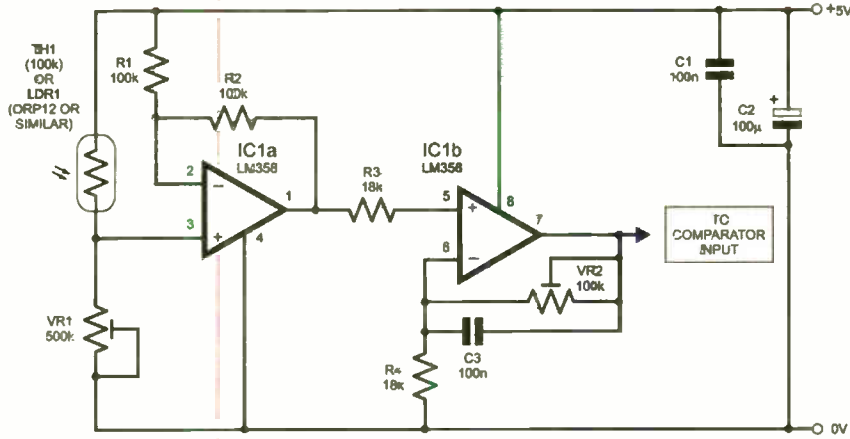 +5V
TH1
(100k)
OR
LDR1
(ORP12 OR
SIMILAR)
R1
100k
R2
100k
C1
100n
C2
100µ
+
IC1a
LM358
2
−
3
+
1
4
R3
18k
IC1b
LM358
5
+
6
−
8
7
TC
COMPARATOR
INPUT
VR2
100k
VR1
500k
C3
100n
R4
18k
0V